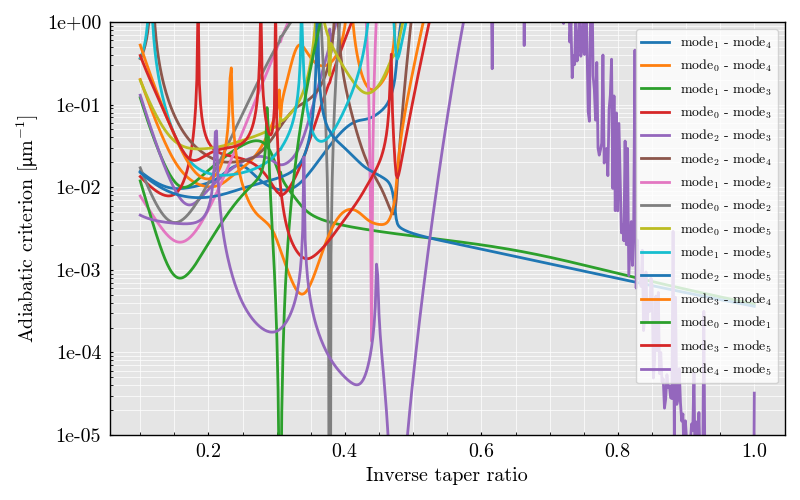 1e+00
1e-01
1e-02
1e-03
1e-04
1e-05
Adiabatic criterion [µm⁻¹]
0.2 0.4 0.6 0.8 1.0
Inverse taper ratio
mode₁ - mode₄
mode₀ - mode₄
mode₁ - mode₃
mode₀ - mode₃
mode₂ - mode₃
mode₂ - mode₄
mode₁ - mode₂
mode₀ - mode₂
mode₀ - mode₅
mode₁ - mode₅
mode₂ - mode₅
mode₃ - mode₄
mode₀ - mode₁
mode₃ - mode₅
mode₄ - mode₅